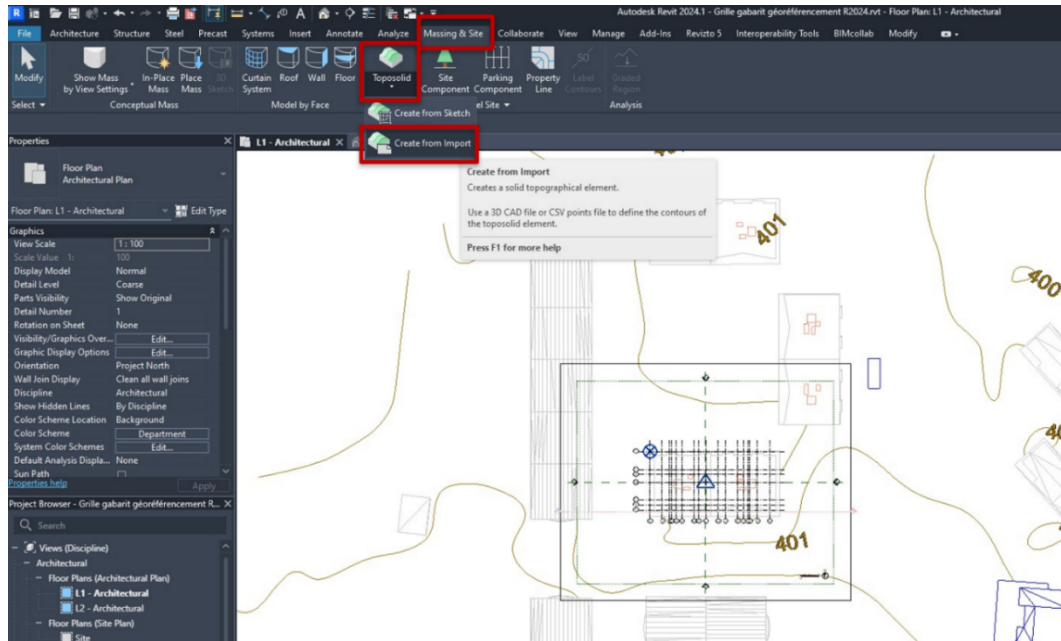 Autodesk Revit 2024.1 - Grille gabarit géoréférencement R2024.rvt - Floor Plan: L1 - Architectural
File Architecture Structure Steel Precast Systems Insert Annotate Analyze Massing & Site Collaborate View Manage Add-Ins Revizto 5 Interoperability Tools BIMcollab Modify
Modify Show Mass In-Place Place 3D Curtain Roof Wall Floor Toposolid Site Parking Property Label Graded
by View Settings Mass Mass Sketch System Component Component Line Contours Region
Select Conceptual Mass Model by Face el Site Analysis
Create from Sketch
Create from Import
Properties
L1 - Architectural
Create from Import
Creates a solid topographical element.
Use a 3D CAD file or CSV points file to define the contours of
the toposolid element.
Press F1 for more help
Floor Plan
Architectural Plan
Floor Plan: L1 - Architectural Edit Type
Graphics
View Scale 1 : 100
Scale Value 1: 100
Display Model Normal
Detail Level Coarse
Parts Visibility Show Original
Detail Number 1
Rotation on Sheet None
Visibility/Graphics Over... Edit...
Graphic Display Options Edit...
Orientation Project North
Wall Join Display Clean all wall joins
Discipline Architectural
Show Hidden Lines By Discipline
Color Scheme Location Background
Color Scheme Department
System Color Schemes Edit...
Default Analysis Displa... None
Sun Path
Properties help Apply
Project Browser - Grille gabarit géoréférencement R...
Search
Views (Discipline)
Architectural
Floor Plans (Architectural Plan)
L1 - Architectural
L2 - Architectural
Floor Plans (Site Plan)
Site
401
400
401